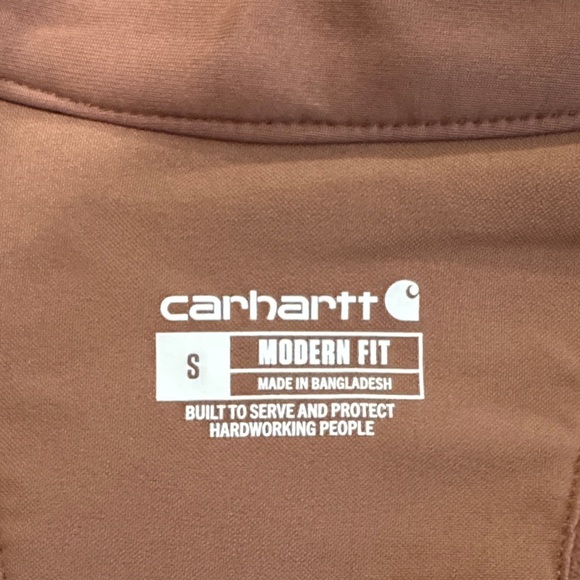 carhartt
S
MODERN FIT
MADE IN BANGLADESH
BUILT TO SERVE AND PROTECT
HARDWORKING PEOPLE